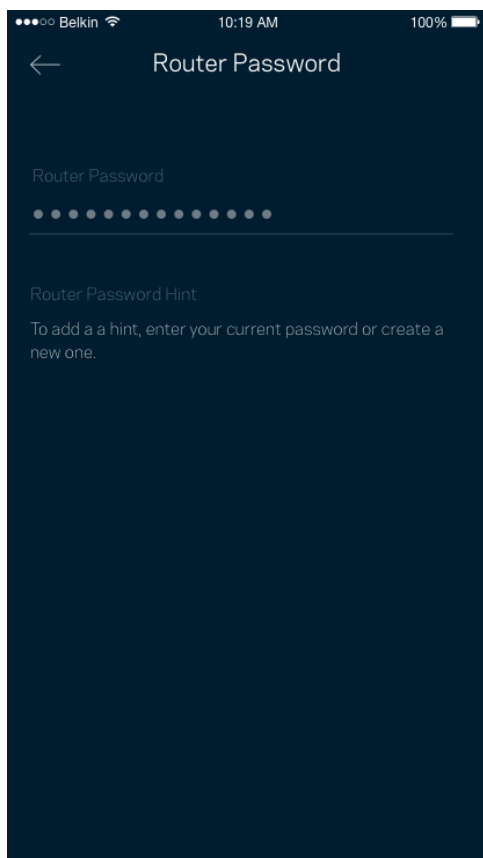 ●●●○○ Belkin 10:19 AM 100%
Router Password
Router Password
●●●●●●●●●●●●●●
Router Password Hint
To add a a hint, enter your current password or create a
new one.